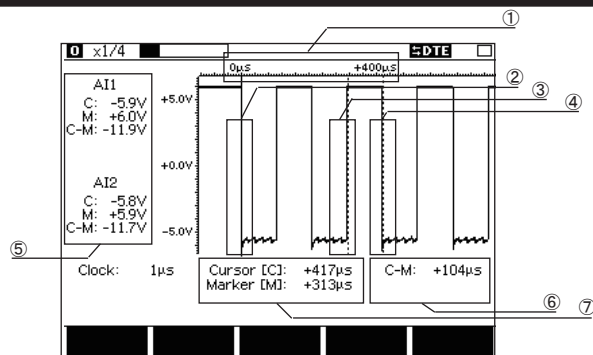 ①
0 x1/4 ⇆DTE
0µs +400µs
②
③
④
AI1
C: -5.9V
M: +6.0V
C-M: -11.9V
AI2
C: -5.8V
M: +5.9V
C-M: -11.7V
+5.0V
+0.0V
-5.0V
⑤
Clock: 1µs
Cursor [C]: +417µs
Marker [M]: +313µs
C-M: +104µs
⑥
⑦